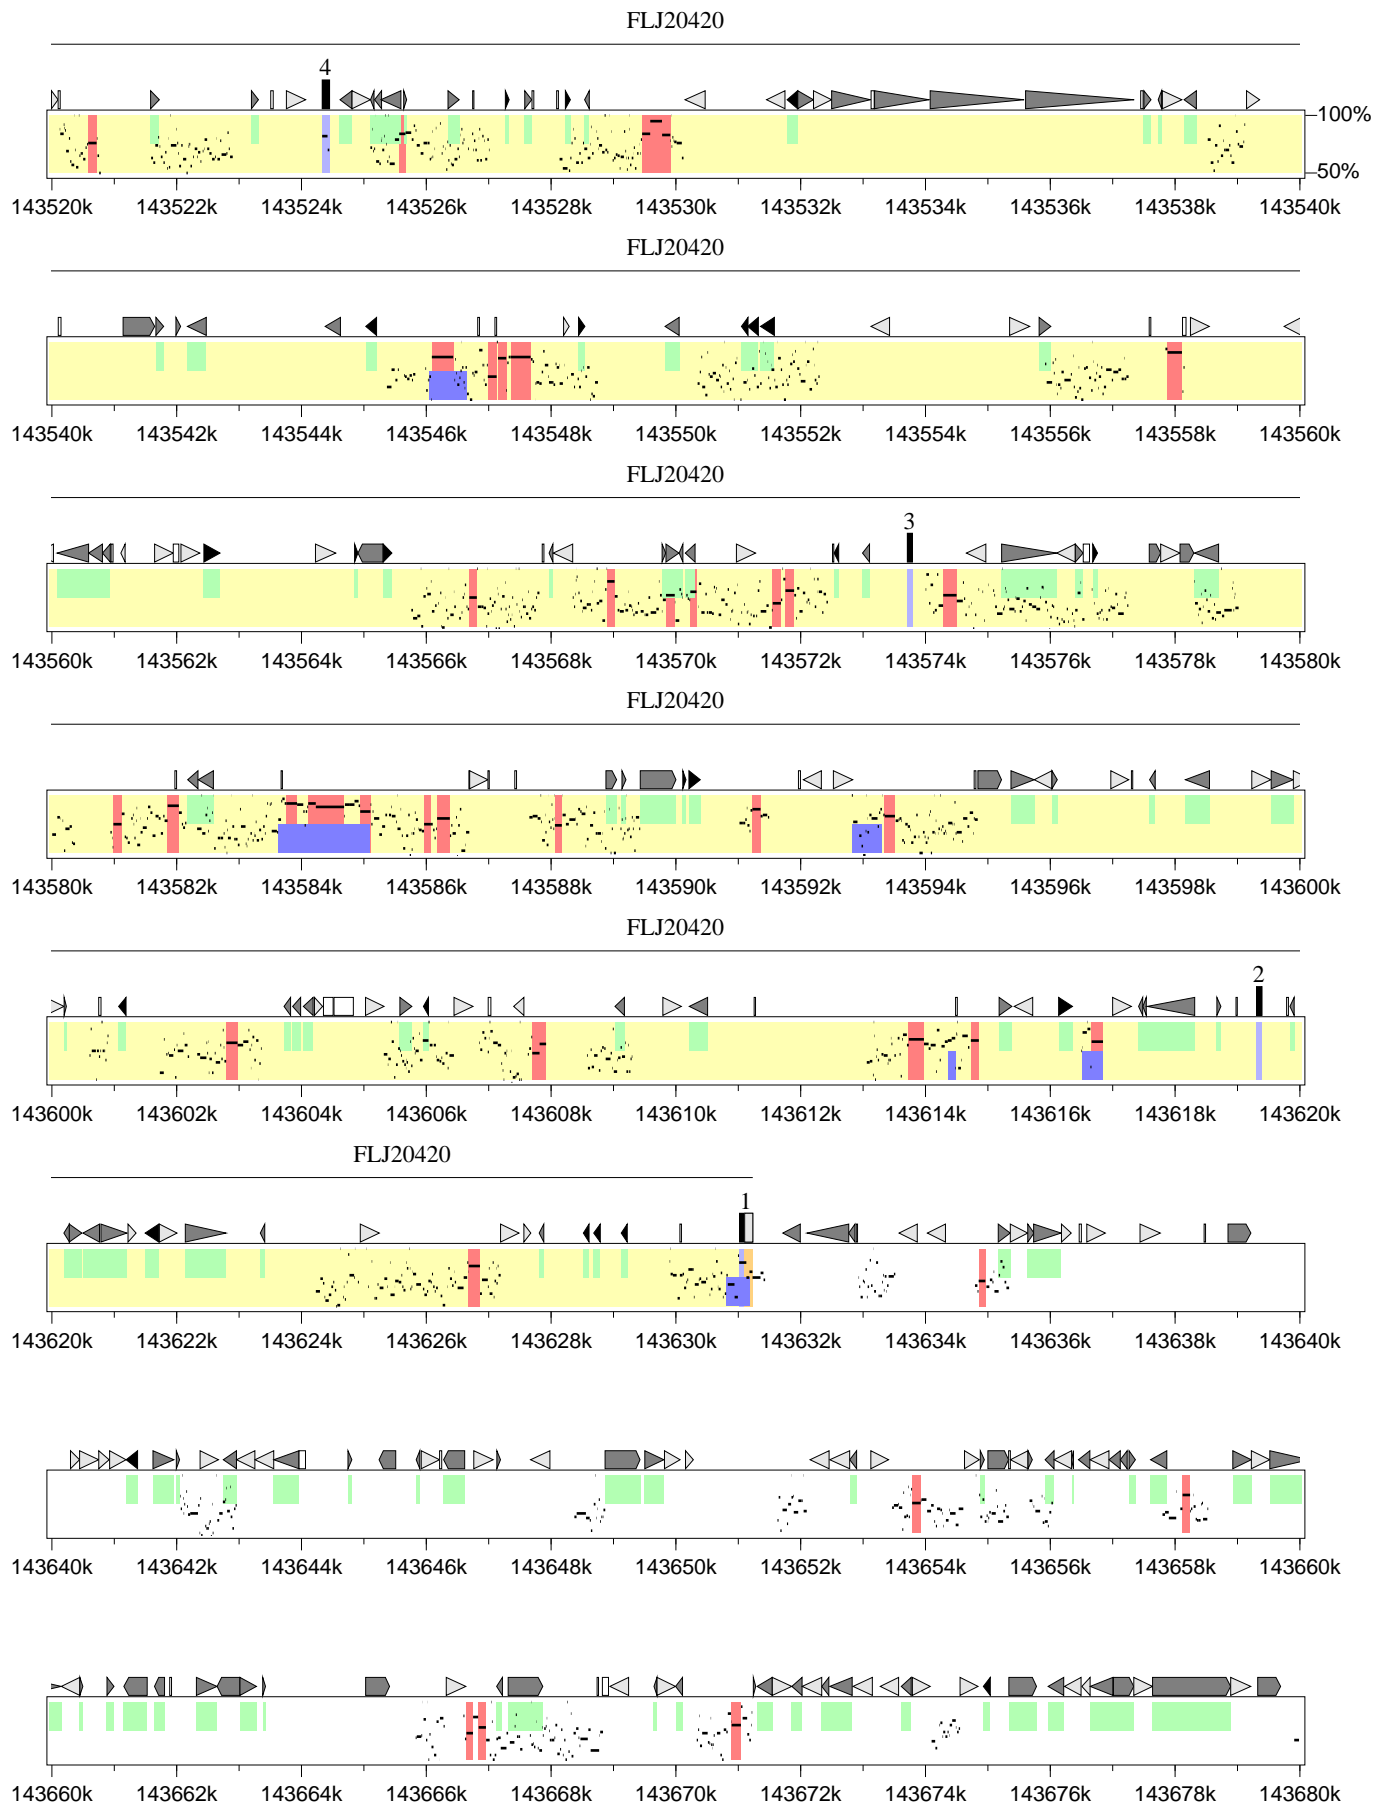 FLJ20420
4
100%
50%
143520k 143522k 143524k 143526k 143528k 143530k 143532k 143534k 143536k 143538k 143540k
FLJ20420
143540k 143542k 143544k 143546k 143548k 143550k 143552k 143554k 143556k 143558k 143560k
FLJ20420
3
143560k 143562k 143564k 143566k 143568k 143570k 143572k 143574k 143576k 143578k 143580k
FLJ20420
143580k 143582k 143584k 143586k 143588k 143590k 143592k 143594k 143596k 143598k 143600k
FLJ20420
2
143600k 143602k 143604k 143606k 143608k 143610k 143612k 143614k 143616k 143618k 143620k
FLJ20420
1
143620k 143622k 143624k 143626k 143628k 143630k 143632k 143634k 143636k 143638k 143640k
143640k 143642k 143644k 143646k 143648k 143650k 143652k 143654k 143656k 143658k 143660k
143660k 143662k 143664k 143666k 143668k 143670k 143672k 143674k 143676k 143678k 143680k